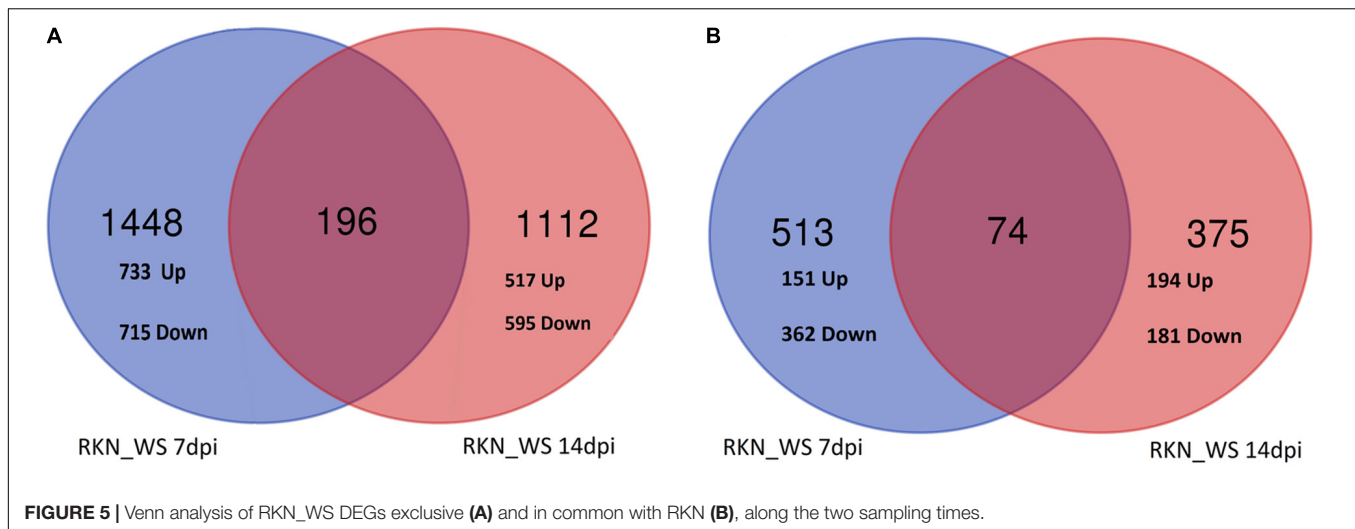 A
1448
733 Up
715 Down
196
1112
517 Up
595 Down
RKN_WS 7dpi
RKN_WS 14dpi
B
513
151 Up
362 Down
74
375
194 Up
181 Down
RKN_WS 7dpi
RKN_WS 14dpi
FIGURE 5 | Venn analysis of RKN_WS DEGs exclusive (A) and in common with RKN (B), along the two sampling times.